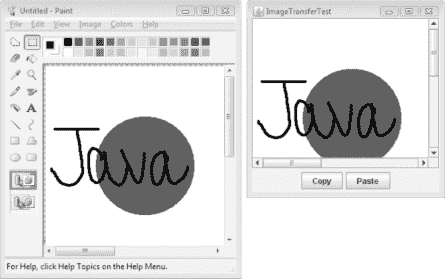 Untitled - Paint
File Edit View Image Colors Help
A
Java
For Help, click Help Topics on the Help Menu.
ImageTransferTest
Java
Copy Paste